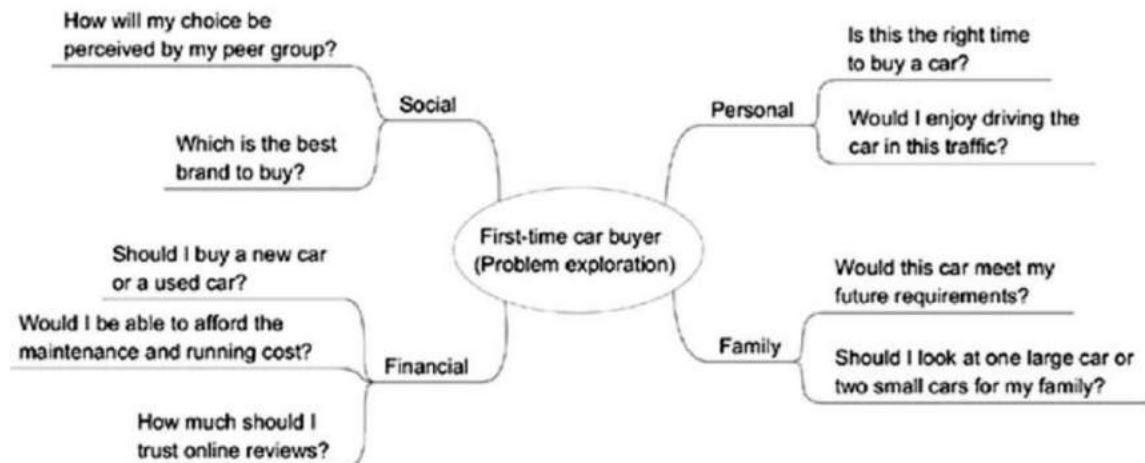 How will my choice be
perceived by my peer group?
Social
Which is the best
brand to buy?
Should I buy a new car
or a used car?
Would I be able to afford the
maintenance and running cost?
Financial
How much should I
trust online reviews?
First-time car buyer
(Problem exploration)
Is this the right time
to buy a car?
Personal
Would I enjoy driving the
car in this traffic?
Would this car meet my
future requirements?
Family
Should I look at one large car or
two small cars for my family?